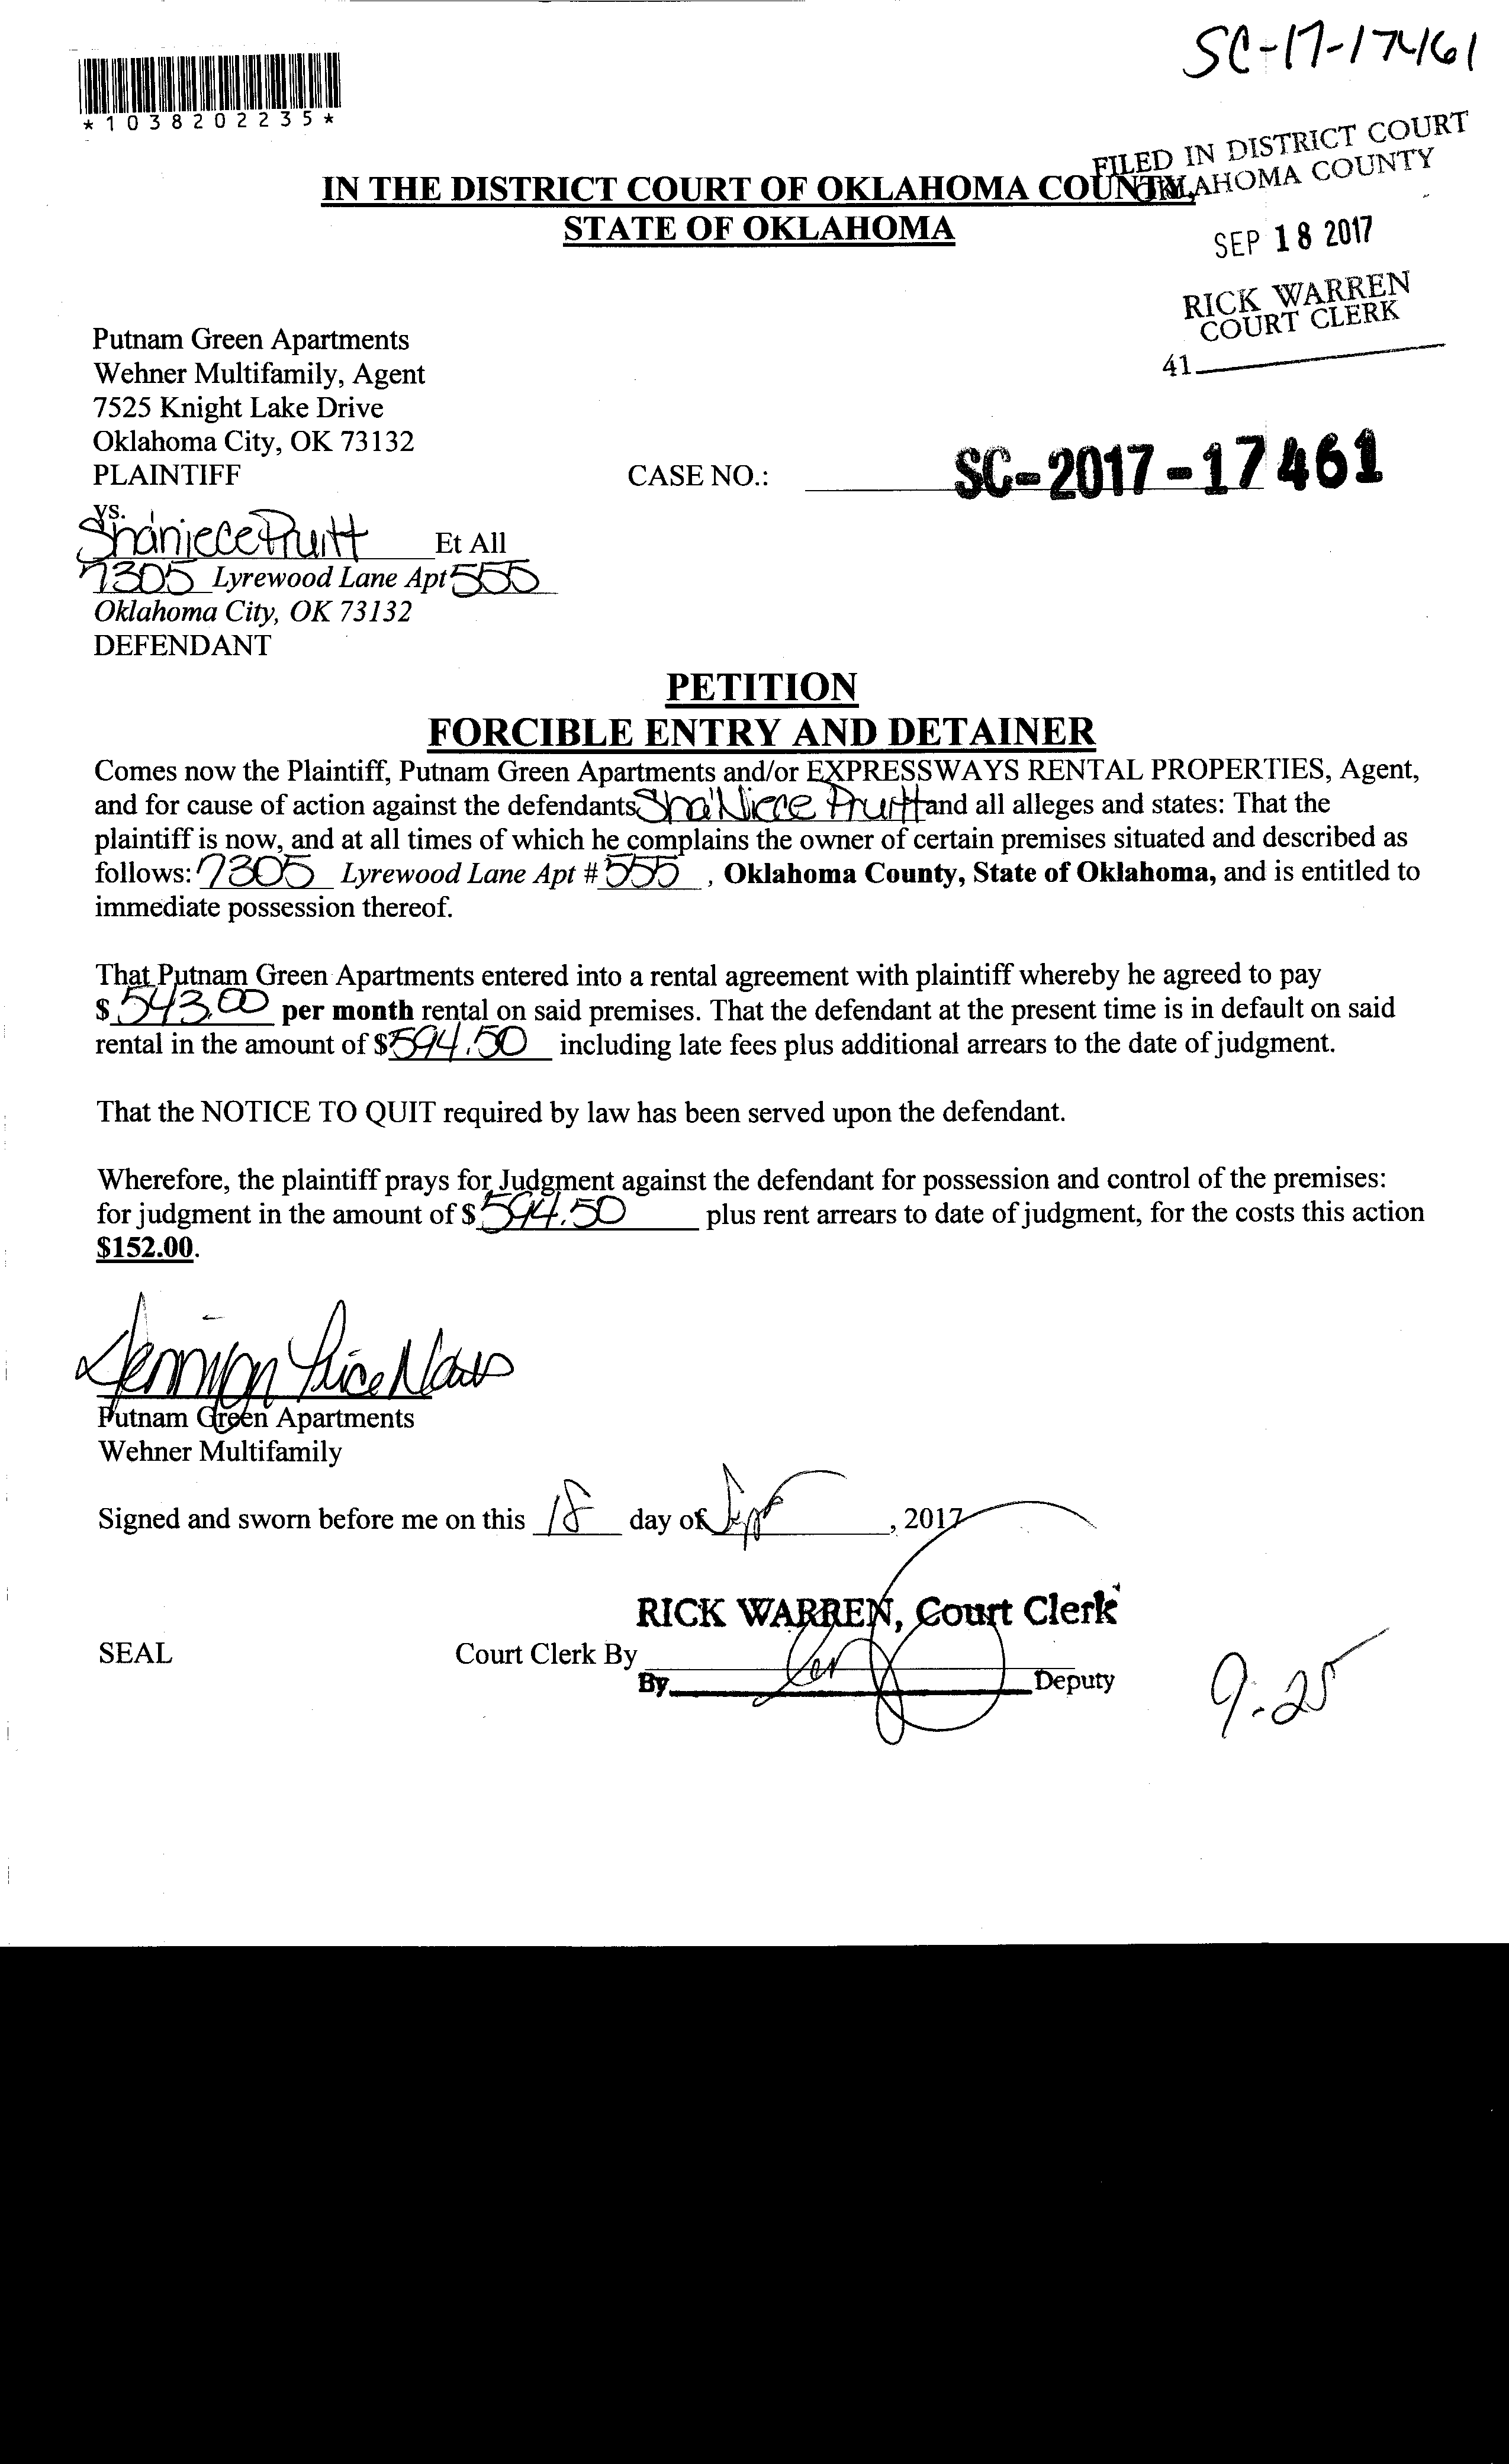 SC-17-17461
*1038202235*
FILED IN DISTRICT COURT
OKLAHOMA COUNTY
IN THE DISTRICT COURT OF OKLAHOMA COUNTY,
STATE OF OKLAHOMA
SEP 18 2017
RICK WARREN
COURT CLERK
41
Putnam Green Apartments
Wehner Multifamily, Agent
7525 Knight Lake Drive
Oklahoma City, OK 73132
PLAINTIFF
CASE NO.: SC-2017-17461
vs.
Shaniece Pruitt Et All
7305 Lyrewood Lane Apt 555
Oklahoma City, OK 73132
DEFENDANT
PETITION
FORCIBLE ENTRY AND DETAINER
Comes now the Plaintiff, Putnam Green Apartments and/or EXPRESSWAYS RENTAL PROPERTIES, Agent,
and for cause of action against the defendants Sha'Niece Pruitt and all alleges and states: That the
plaintiff is now, and at all times of which he complains the owner of certain premises situated and described as
follows: 7305 Lyrewood Lane Apt # 555, Oklahoma County, State of Oklahoma, and is entitled to
immediate possession thereof.
That Putnam Green Apartments entered into a rental agreement with plaintiff whereby he agreed to pay
$ 543.00 per month rental on said premises. That the defendant at the present time is in default on said
rental in the amount of $594.50 including late fees plus additional arrears to the date of judgment.
That the NOTICE TO QUIT required by law has been served upon the defendant.
Wherefore, the plaintiff prays for Judgment against the defendant for possession and control of the premises:
for judgment in the amount of $ 594.50 plus rent arrears to date of judgment, for the costs this action
$152.00.
Putnam Green Apartments
Wehner Multifamily
Signed and sworn before me on this 18 day of Sept, 2017
RICK WARREN, Court Clerk
SEAL Court Clerk By
By Deputy
9-25